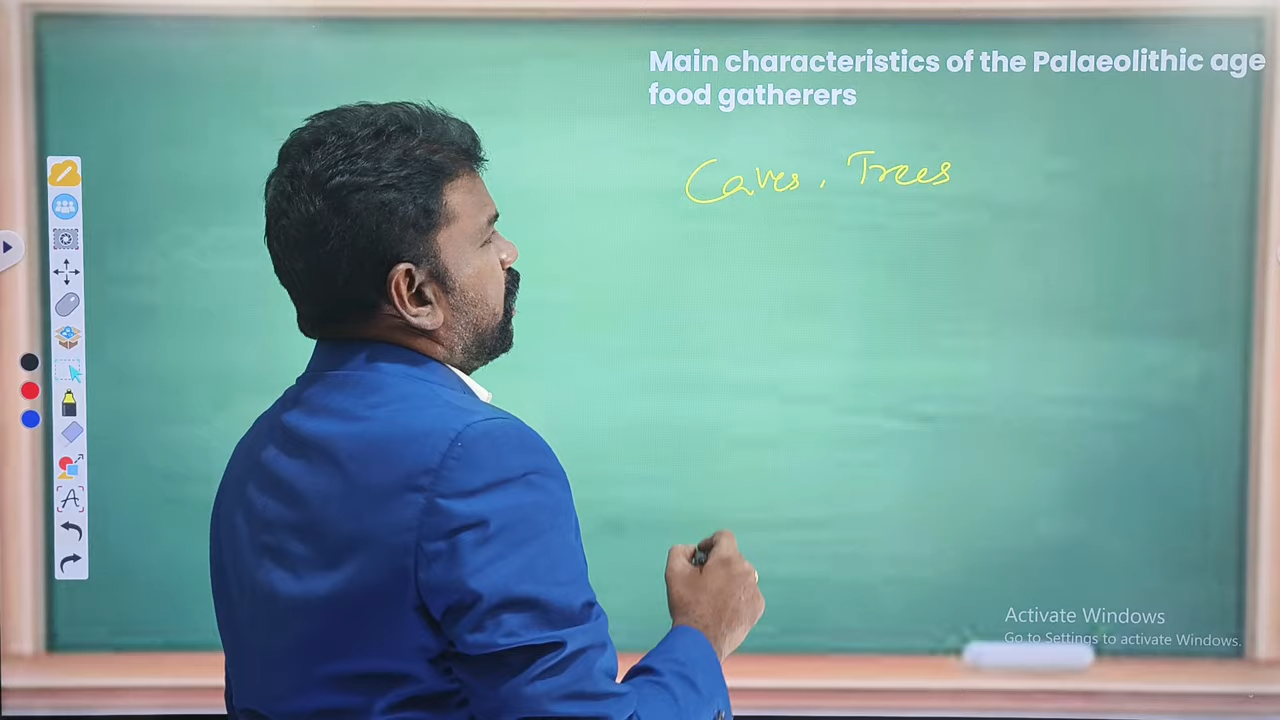 Main characteristics of the Palaeolithic age
food gatherers
Caves, Trees
Activate Windows
Go to Settings to activate Windows.